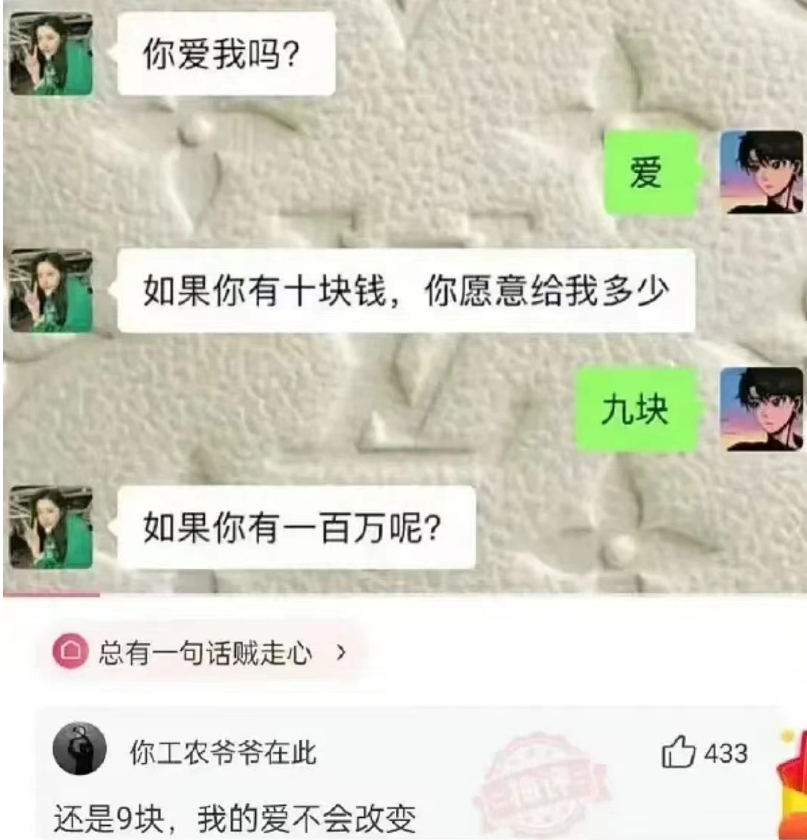 你爱我吗?
爱
如果你有十块钱，你愿意给我多少
九块
如果你有一百万呢?
总有一句话贼走心 >
你工农爷爷在此
433
还是9块，我的爱不会改变